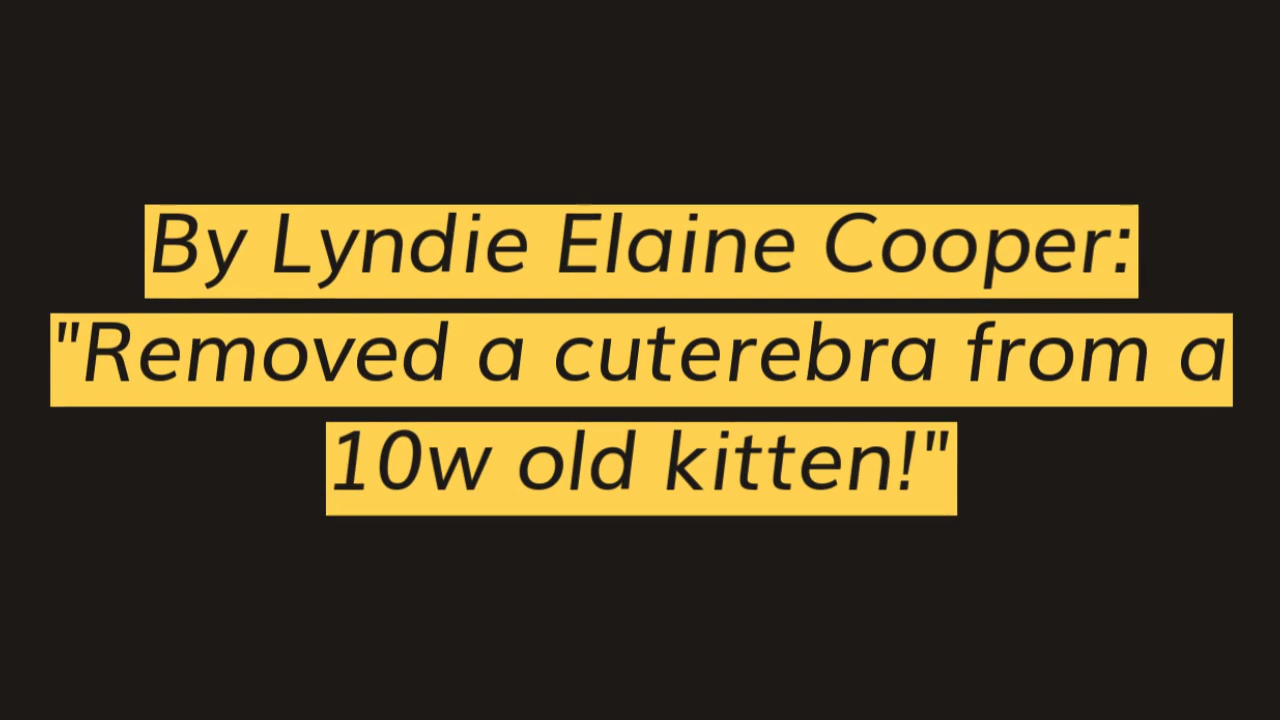 By Lyndie Elaine Cooper:
"Removed a cuterebra from a
10w old kitten!"